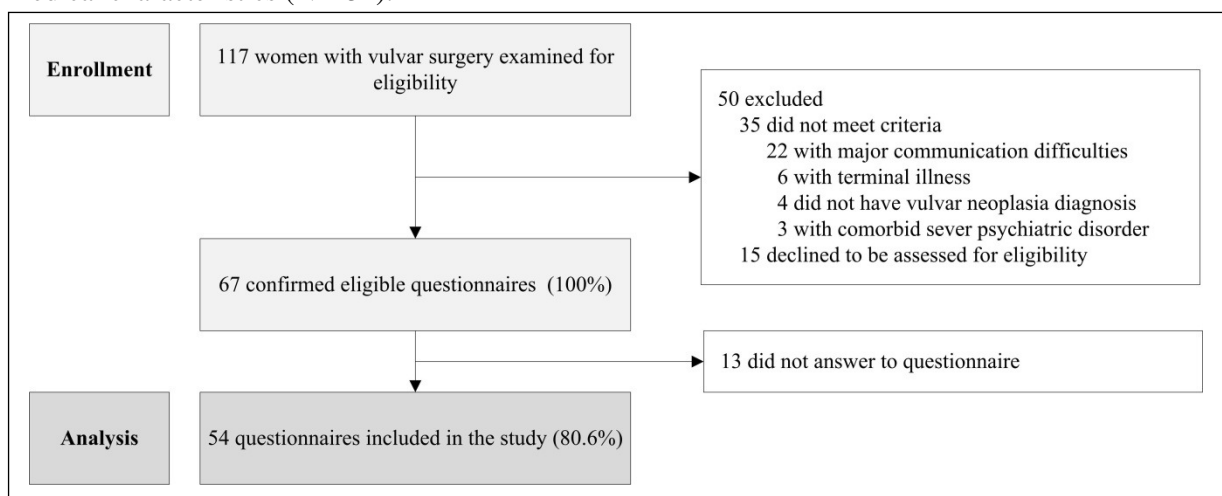 Enrollment
117 women with vulvar surgery examined for
eligibility
50 excluded
35 did not meet criteria
22 with major communication difficulties
6 with terminal illness
4 did not have vulvar neoplasia diagnosis
3 with comorbid sever psychiatric disorder
15 declined to be assessed for eligibility
67 confirmed eligible questionnaires (100%)
13 did not answer to questionnaire
Analysis
54 questionnaires included in the study (80.6%)